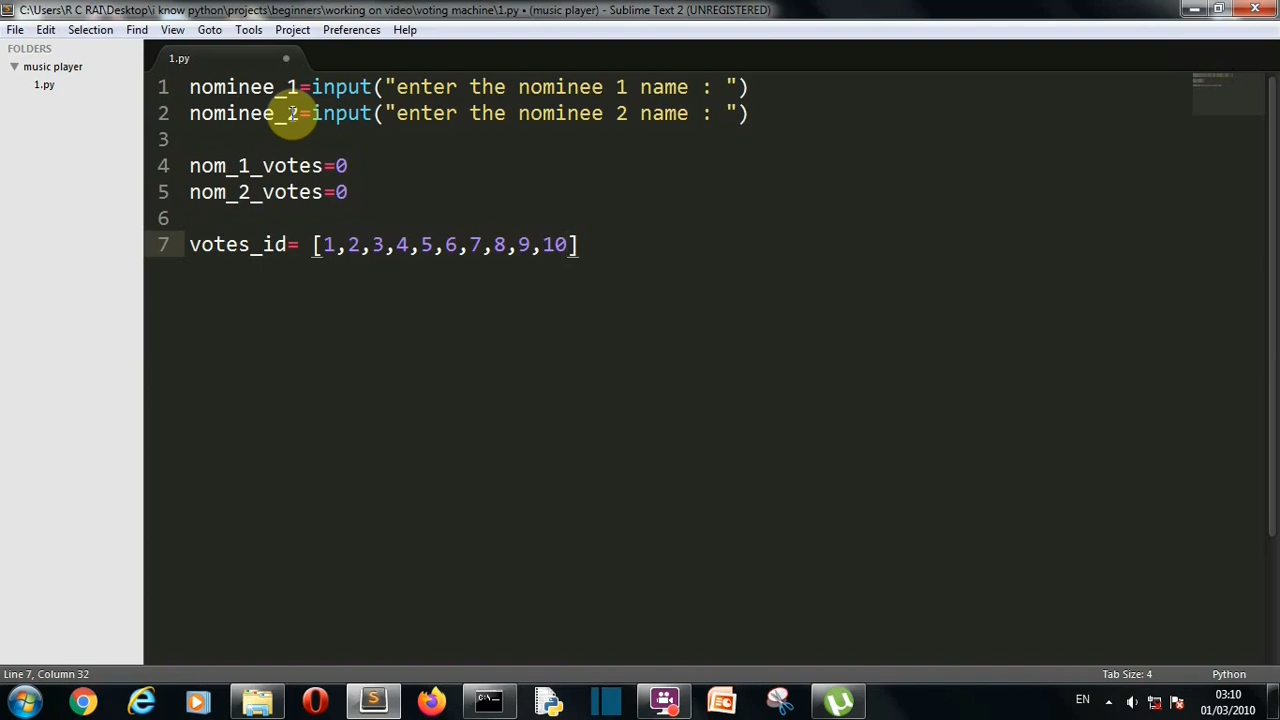 C:\Users\R C RAI\Desktop\i know python\projects\beginners\working on video\voting machine\1.py • (music player) - Sublime Text 2 (UNREGISTERED)
File Edit Selection Find View Goto Tools Project Preferences Help
FOLDERS
music player
1.py
1.py
1 nominee_1=input("enter the nominee 1 name : ")
2 nominee_2=input("enter the nominee 2 name : ")
3
4 nom_1_votes=0
5 nom_2_votes=0
6
7 votes_id= [1,2,3,4,5,6,7,8,9,10]
Line 7, Column 32
Tab Size: 4 Python
EN
03:10
01/03/2010